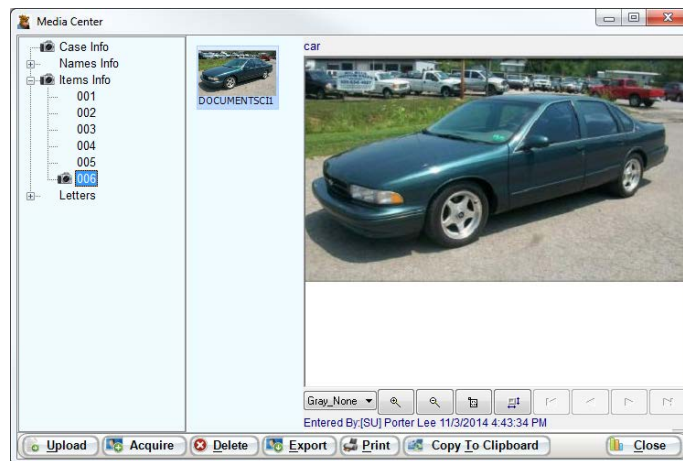 Media Center
Case Info
Names Info
Items Info
001
002
003
004
005
006
Letters
DOCUMENTSCI1
car
Gray_None
Entered By:[SU] Porter Lee 11/3/2014 4:43:34 PM
Upload
Acquire
Delete
Export
Print
Copy To Clipboard
Close